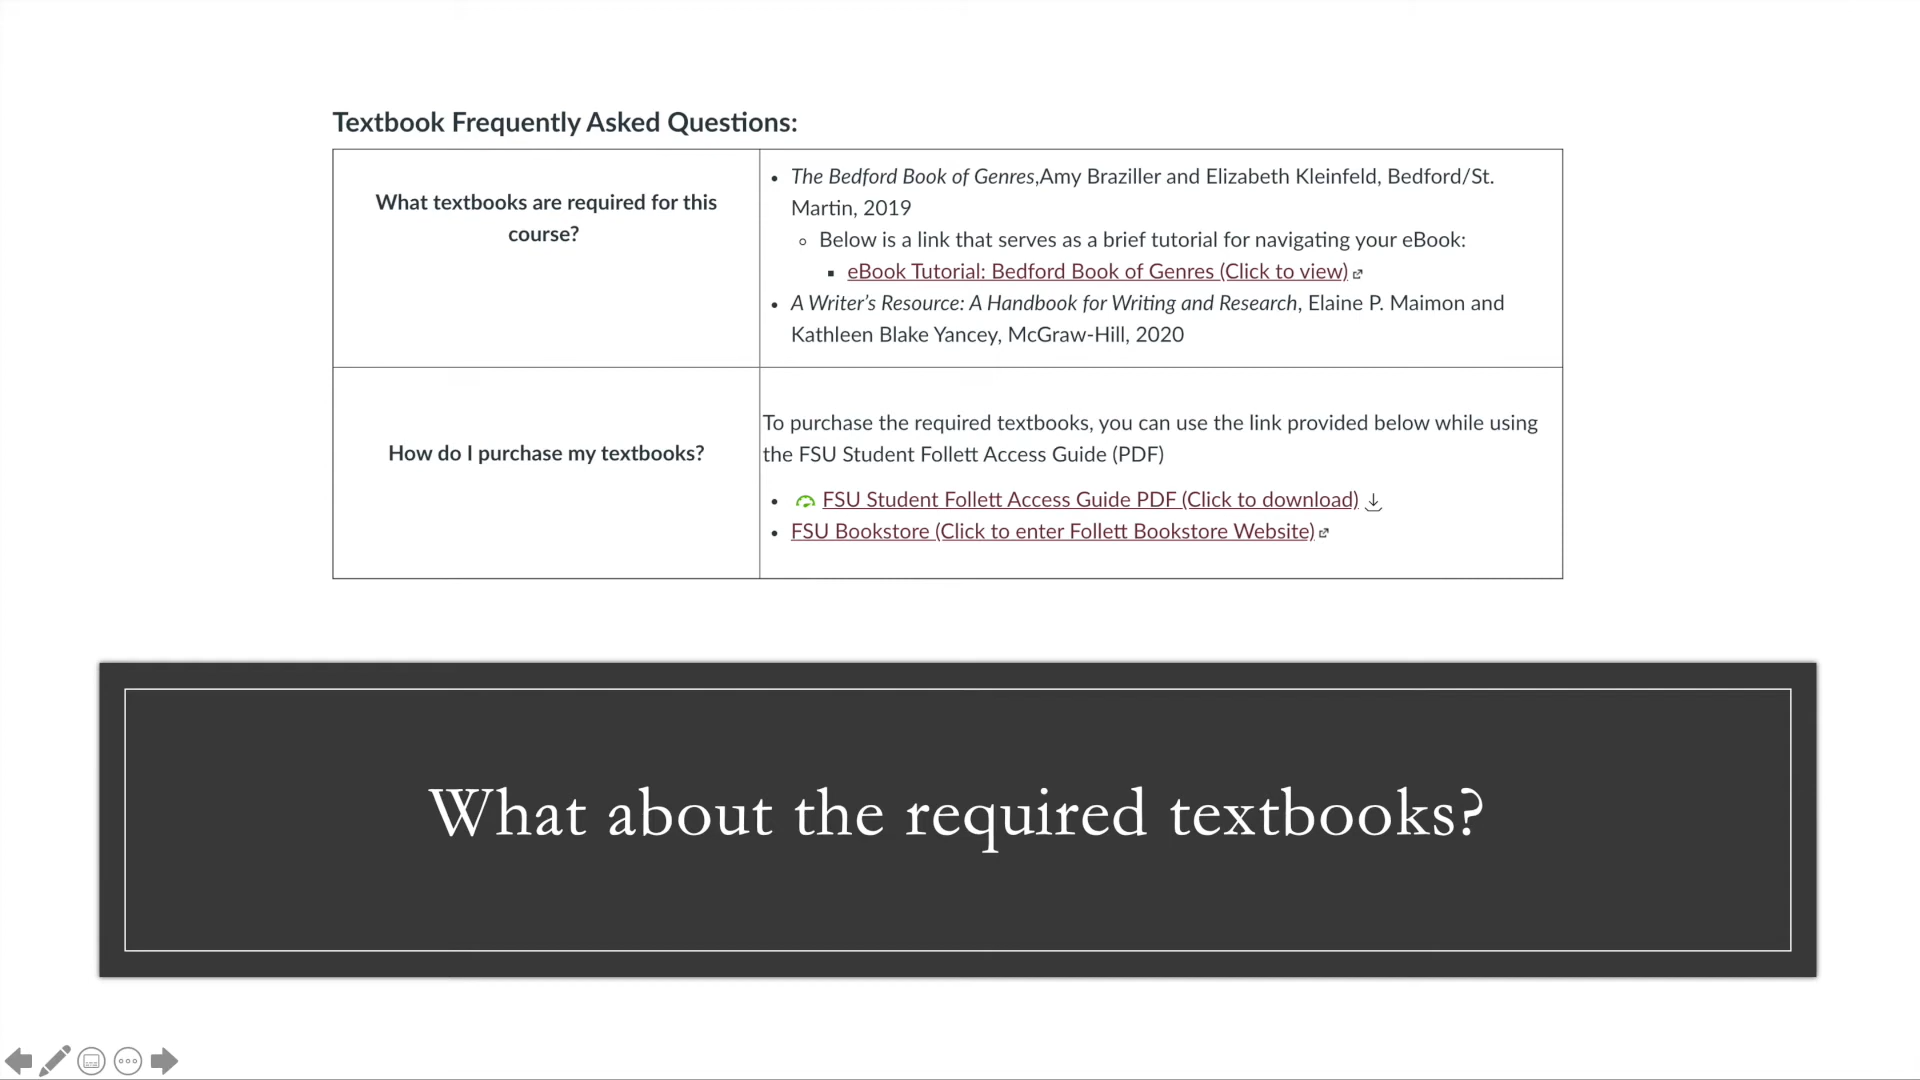 Textbook Frequently Asked Questions:
What textbooks are required for this
course?
• The Bedford Book of Genres,Amy Braziller and Elizabeth Kleinfeld, Bedford/St.
Martin, 2019
◦ Below is a link that serves as a brief tutorial for navigating your eBook:
▪ eBook Tutorial: Bedford Book of Genres (Click to view)
• A Writer’s Resource: A Handbook for Writing and Research, Elaine P. Maimon and
Kathleen Blake Yancey, McGraw-Hill, 2020
How do I purchase my textbooks?
To purchase the required textbooks, you can use the link provided below while using
the FSU Student Follett Access Guide (PDF)
• FSU Student Follett Access Guide PDF (Click to download)
• FSU Bookstore (Click to enter Follett Bookstore Website)
What about the required textbooks?